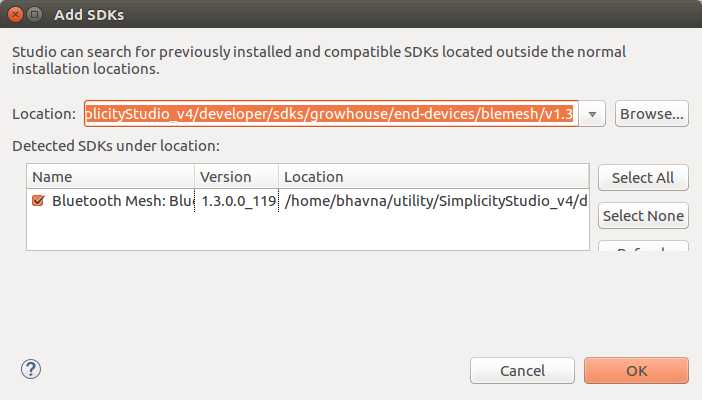 Add SDKs
Studio can search for previously installed and compatible SDKs located outside the normal
installation locations.
Location: plicityStudio_v4/developer/sdks/growhouse/end-devices/blemesh/v1.3 Browse...
Detected SDKs under location:
Name Version Location Select All
Bluetooth Mesh: Blu 1.3.0.0_119 /home/bhavna/utility/SimplicityStudio_v4/d
Select None
Cancel OK